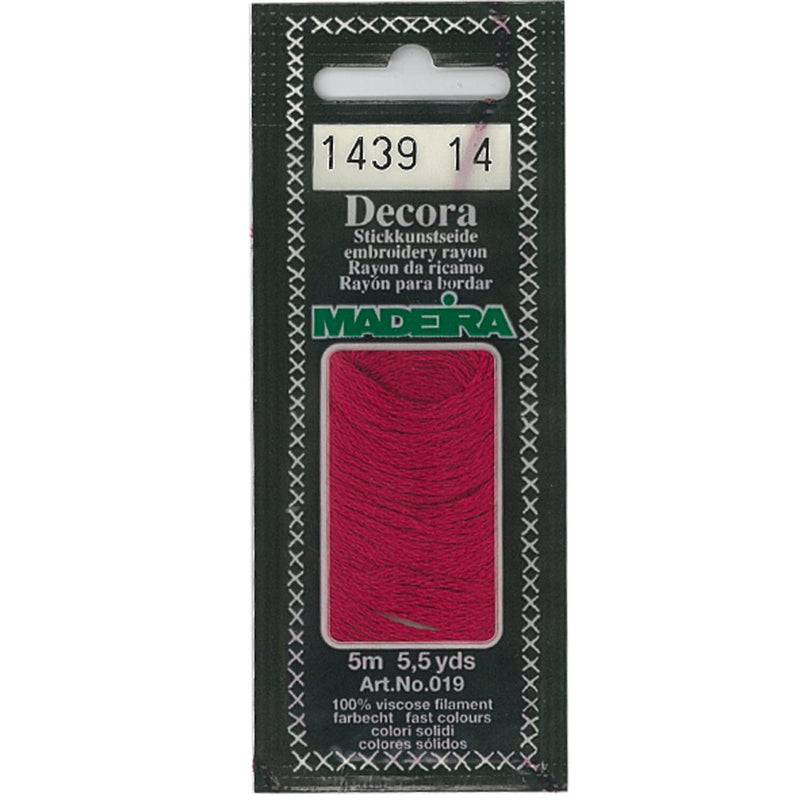 1439 14
Decora
Stickkunstseide
embroidery rayon
Rayon da ricamo
Rayón para bordar
MADEIRA
5m 5,5 yds
Art.No.019
100% viscose filament
farbecht fast colours
colori solidi
colores sólidos